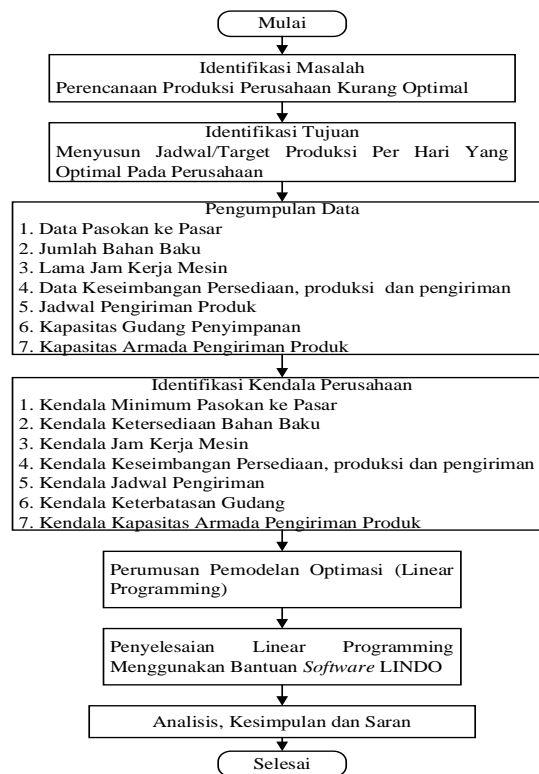 Mulai
Identifikasi Masalah
Perencanaan Produksi Perusahaan Kurang Optimal
Identifikasi Tujuan
Menyusun Jadwal/Target Produksi Per Hari Yang
Optimal Pada Perusahaan
Pengumpulan Data
1. Data Pasokan ke Pasar
2. Jumlah Bahan Baku
3. Lama Jam Kerja Mesin
4. Data Keseimbangan Persediaan, produksi dan pengiriman
5. Jadwal Pengiriman Produk
6. Kapasitas Gudang Penyimpanan
7. Kapasitas Armada Pengiriman Produk
Identifikasi Kendala Perusahaan
1. Kendala Minimum Pasokan ke Pasar
2. Kendala Ketersediaan Bahan Baku
3. Kendala Jam Kerja Mesin
4. Kendala Keseimbangan Persediaan, produksi dan pengiriman
5. Kendala Jadwal Pengiriman
6. Kendala Keterbatasan Gudang
7. Kendala Kapasitas Armada Pengiriman Produk
Perumusan Pemodelan Optimasi (Linear
Programming)
Penyelesaian Linear Programming
Menggunakan Bantuan Software LINDO
Analisis, Kesimpulan dan Saran
Selesai